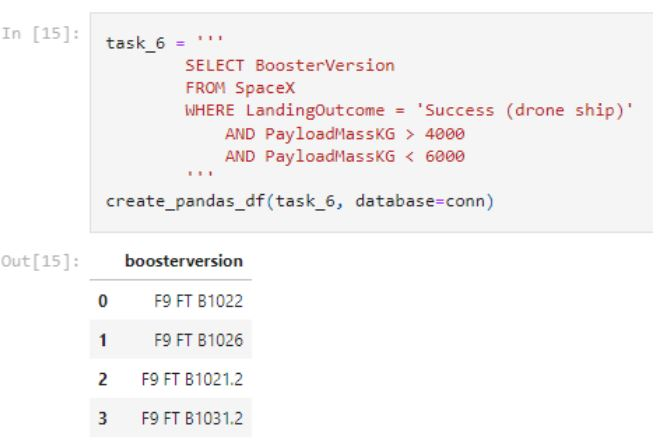 In [15]:
task_6 = '''
SELECT BoosterVersion
FROM SpaceX
WHERE LandingOutcome = 'Success (drone ship)'
AND PayloadMassKG > 4000
AND PayloadMassKG < 6000
'''
create_pandas_df(task_6, database=conn)
Out[15]:
boosterversion
0 F9 FT B1022
1 F9 FT B1026
2 F9 FT B1021.2
3 F9 FT B1031.2